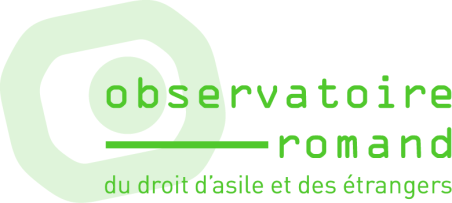 observatoire
romand
du droit d'asile et des étrangers